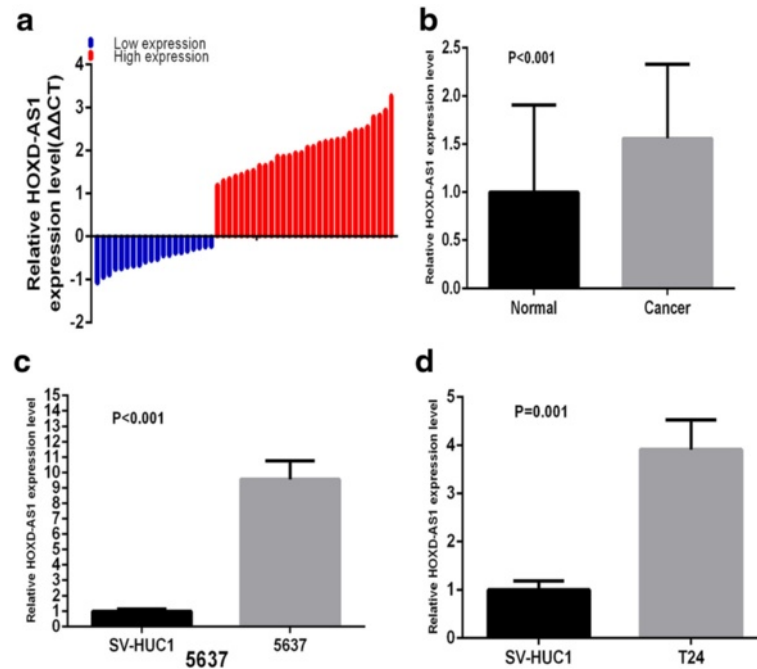 a
Low expression
High expression
Relative HOXD-AS1
expression level(ΔΔCT)
4
3
2
1
0
-1
-2
b
P<0.001
Relative HOXD-AS1 expression level
2.5
2.0
1.5
1.0
0.5
0.0
Normal Cancer
c
P<0.001
Relative HOXD-AS1 expression level
15
14
13
12
11
10
9
8
7
6
5
4
3
2
1
0
SV-HUC1 5637
5637
d
P=0.001
Relative HOXD-AS1 expression level
5
4
3
2
1
0
SV-HUC1 T24